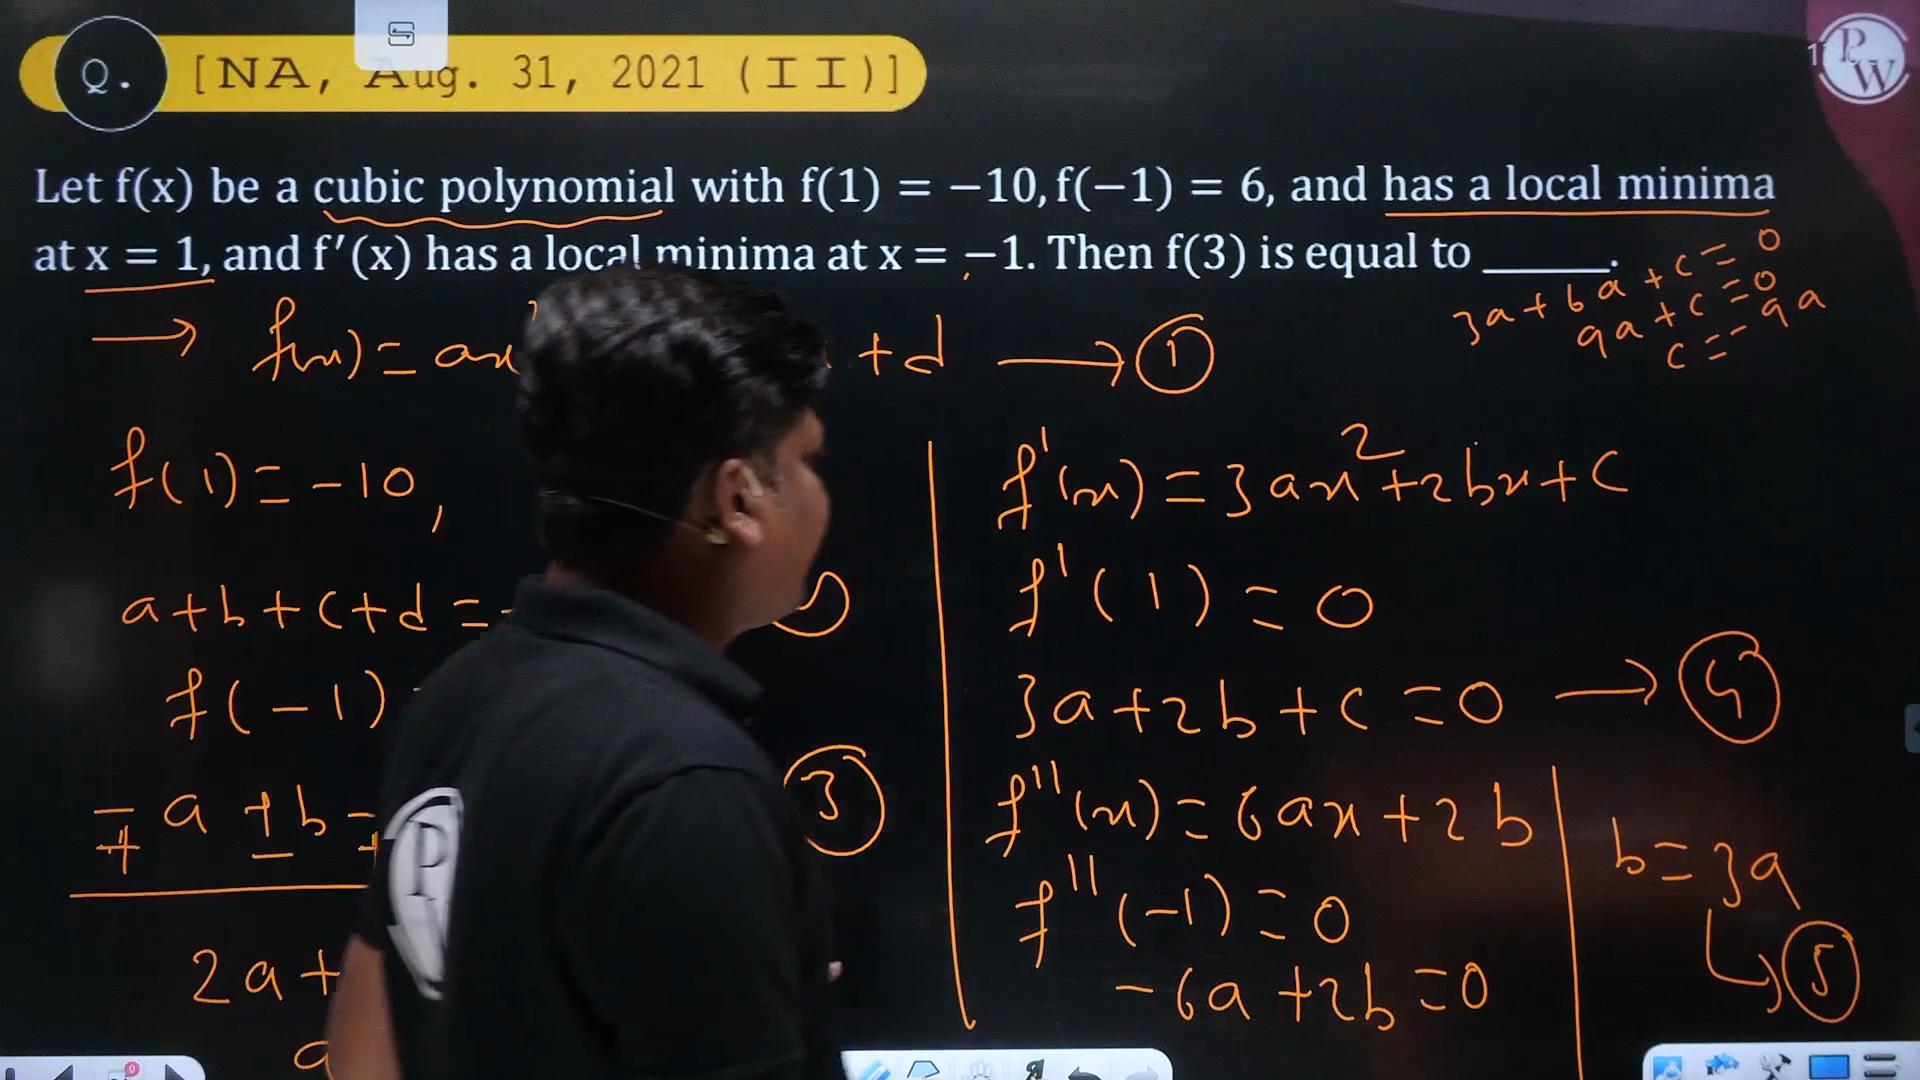 Q. [NA, Aug. 31, 2021 (II)]
PW
Let f(x) be a cubic polynomial with f(1) = −10, f(−1) = 6, and has a local minima
at x = 1, and f′(x) has a local minima at x = −1. Then f(3) is equal to ______.
3a+6a+c=0
9a+c=0
c=-9a
→ f(x)= ax + d → ①
f(1)=-10,
a+b+c+d=-
f(-1)
-a+b-
③
2a+
f'(x)=3ax²+2bx+c
f'(1)=0
3a+2b+c=0 → ④
f''(x)=6ax+2b
f''(-1)=0
-6a+2b=0
b=3a
⑤